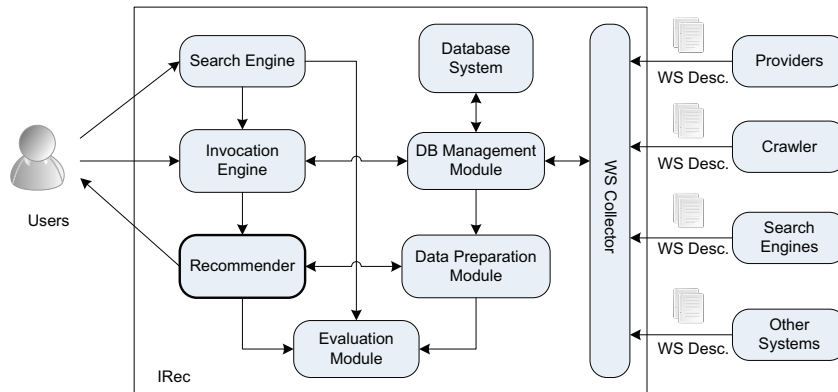 Users
Search Engine
Invocation
Engine
Recommender
Evaluation
Module
Database
System
DB Management
Module
Data Preparation
Module
IRec
WS Collector
WS Desc.
WS Desc.
WS Desc.
WS Desc.
Providers
Crawler
Search
Engines
Other
Systems